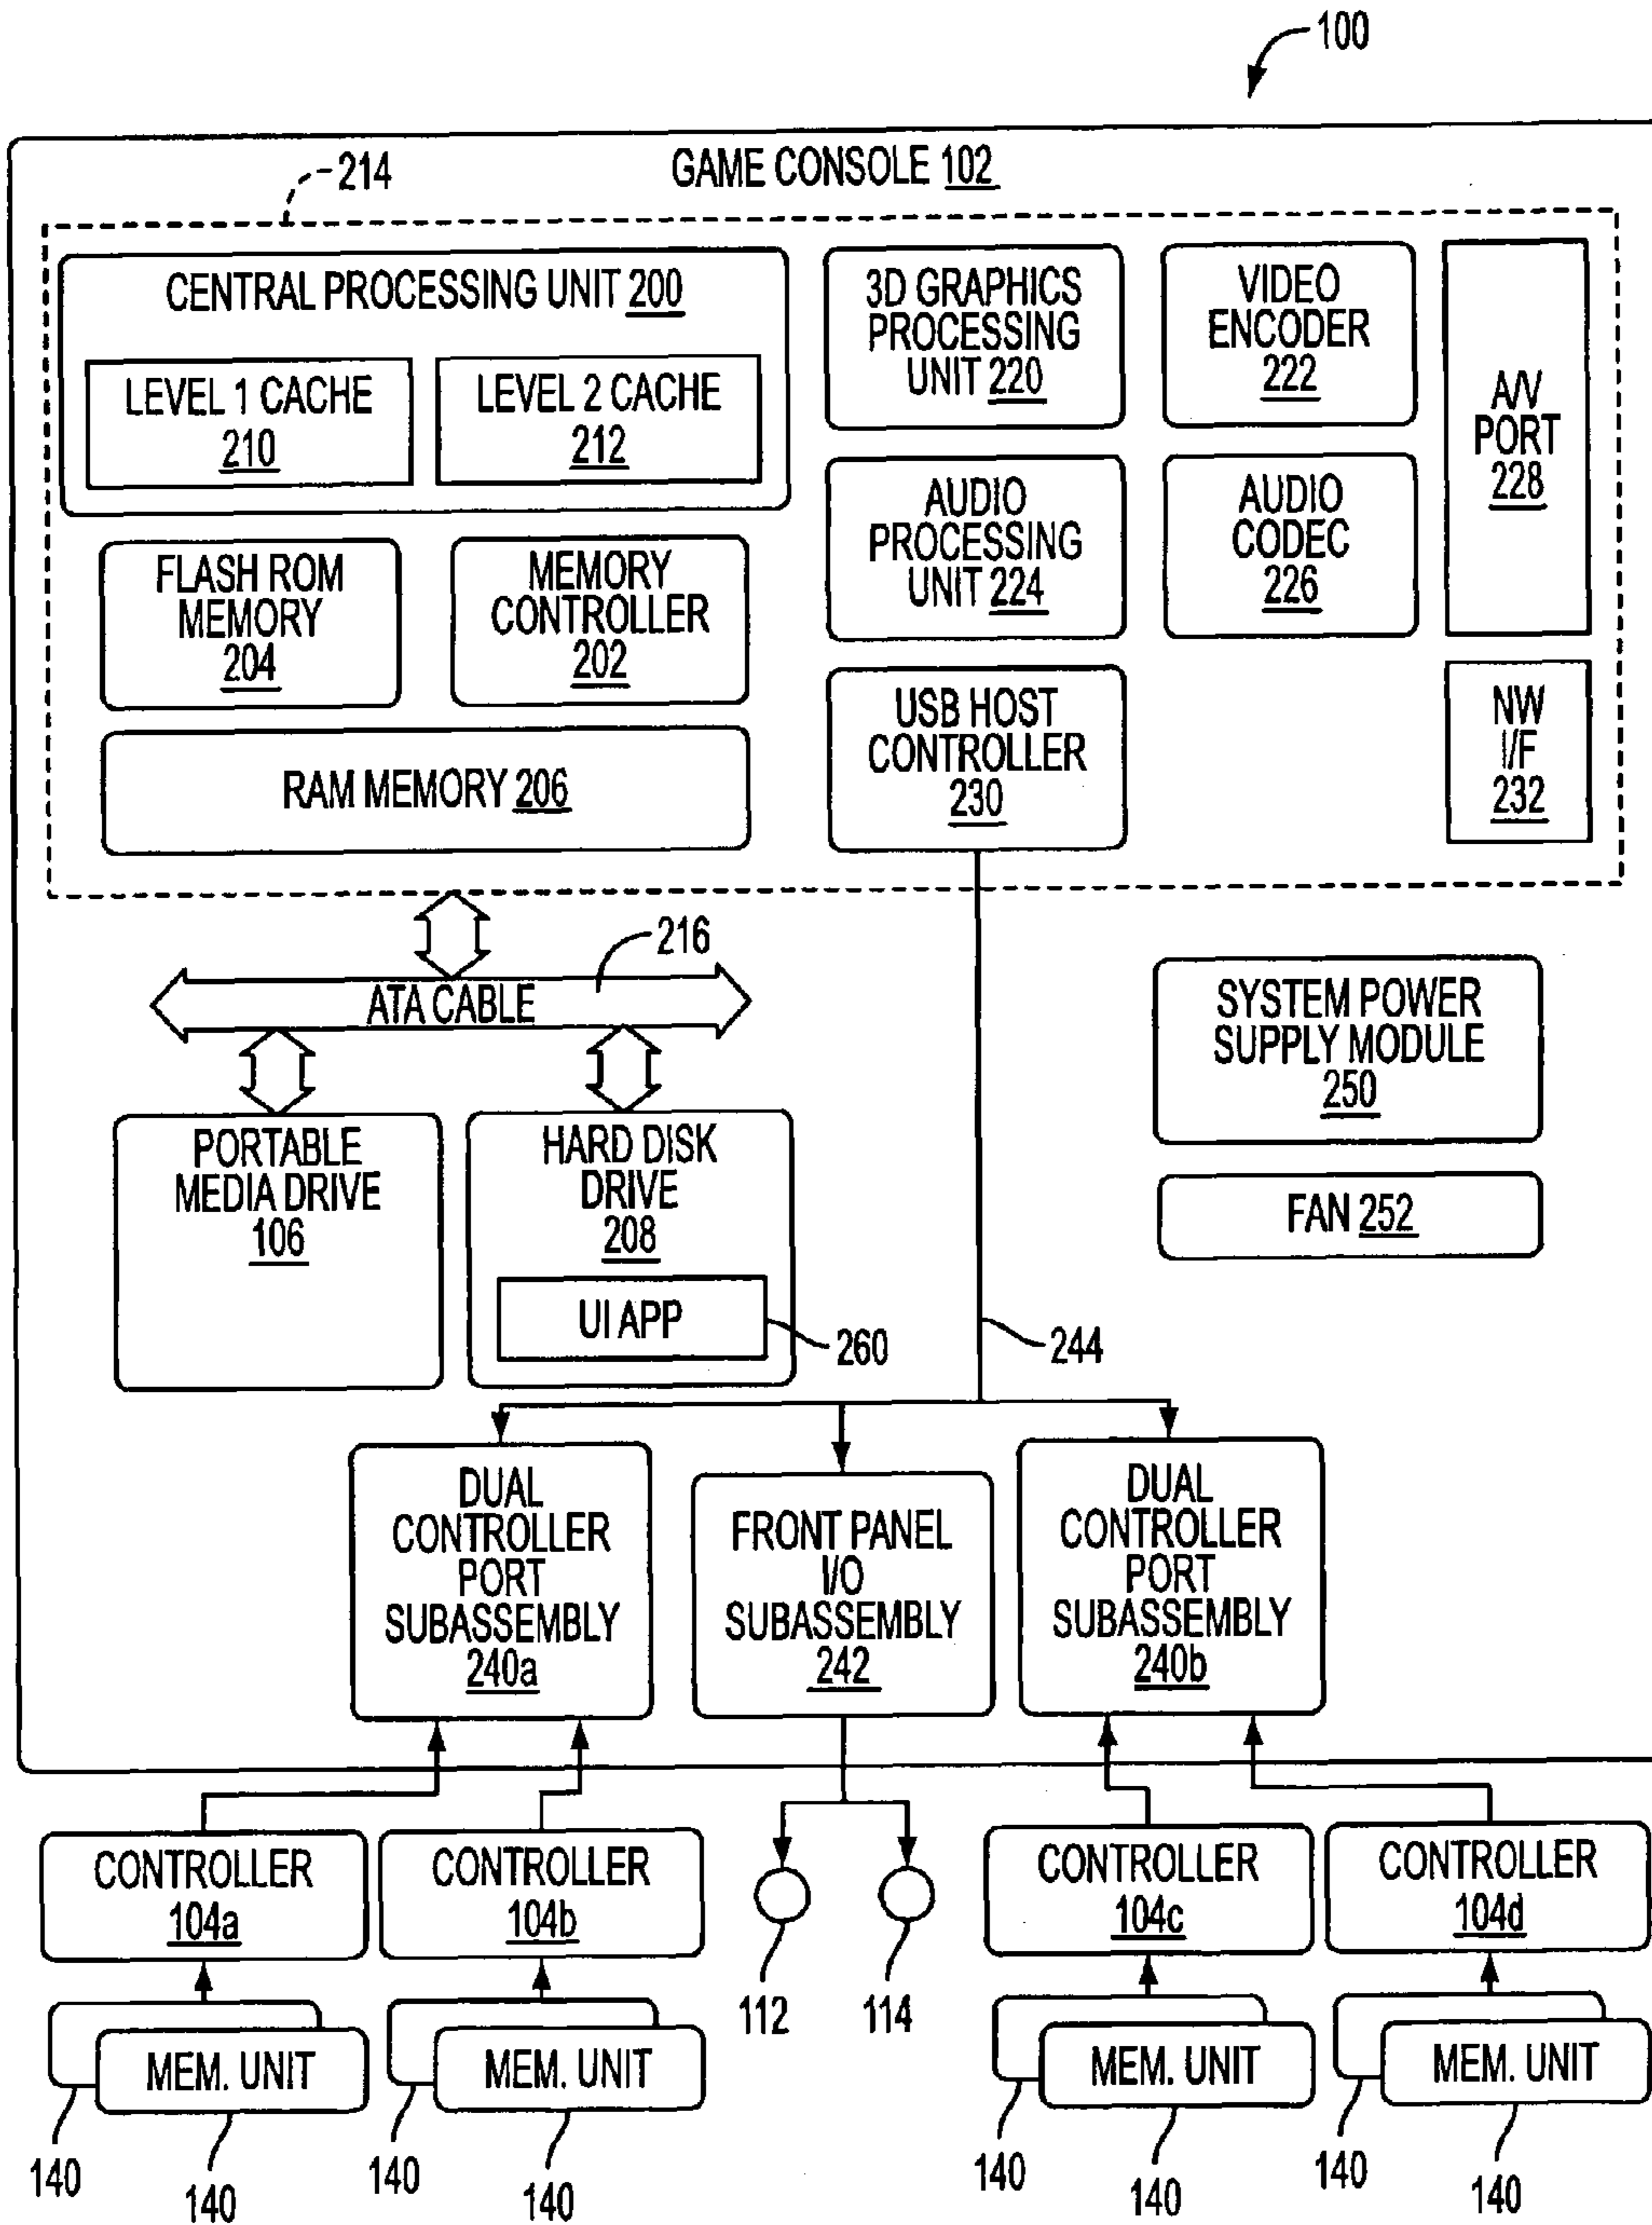 100
GAME CONSOLE 102
214
CENTRAL PROCESSING UNIT 200
LEVEL 1 CACHE
210
LEVEL 2 CACHE
212
3D GRAPHICS
PROCESSING
UNIT 220
VIDEO
ENCODER
222
A/V
PORT
228
AUDIO
PROCESSING
UNIT 224
AUDIO
CODEC
226
FLASH ROM
MEMORY
204
MEMORY
CONTROLLER
202
USB HOST
CONTROLLER
230
NW
I/F
232
RAM MEMORY 206
216
ATA CABLE
SYSTEM POWER
SUPPLY MODULE
250
PORTABLE
MEDIA DRIVE
106
HARD DISK
DRIVE
208
UI APP
260
FAN 252
244
DUAL
CONTROLLER
PORT
SUBASSEMBLY
240a
FRONT PANEL
I/O
SUBASSEMBLY
242
DUAL
CONTROLLER
PORT
SUBASSEMBLY
240b
CONTROLLER
104a
CONTROLLER
104b
CONTROLLER
104c
CONTROLLER
104d
112
114
MEM. UNIT
MEM. UNIT
MEM. UNIT
MEM. UNIT
140
140
140
140
140
140
140
140